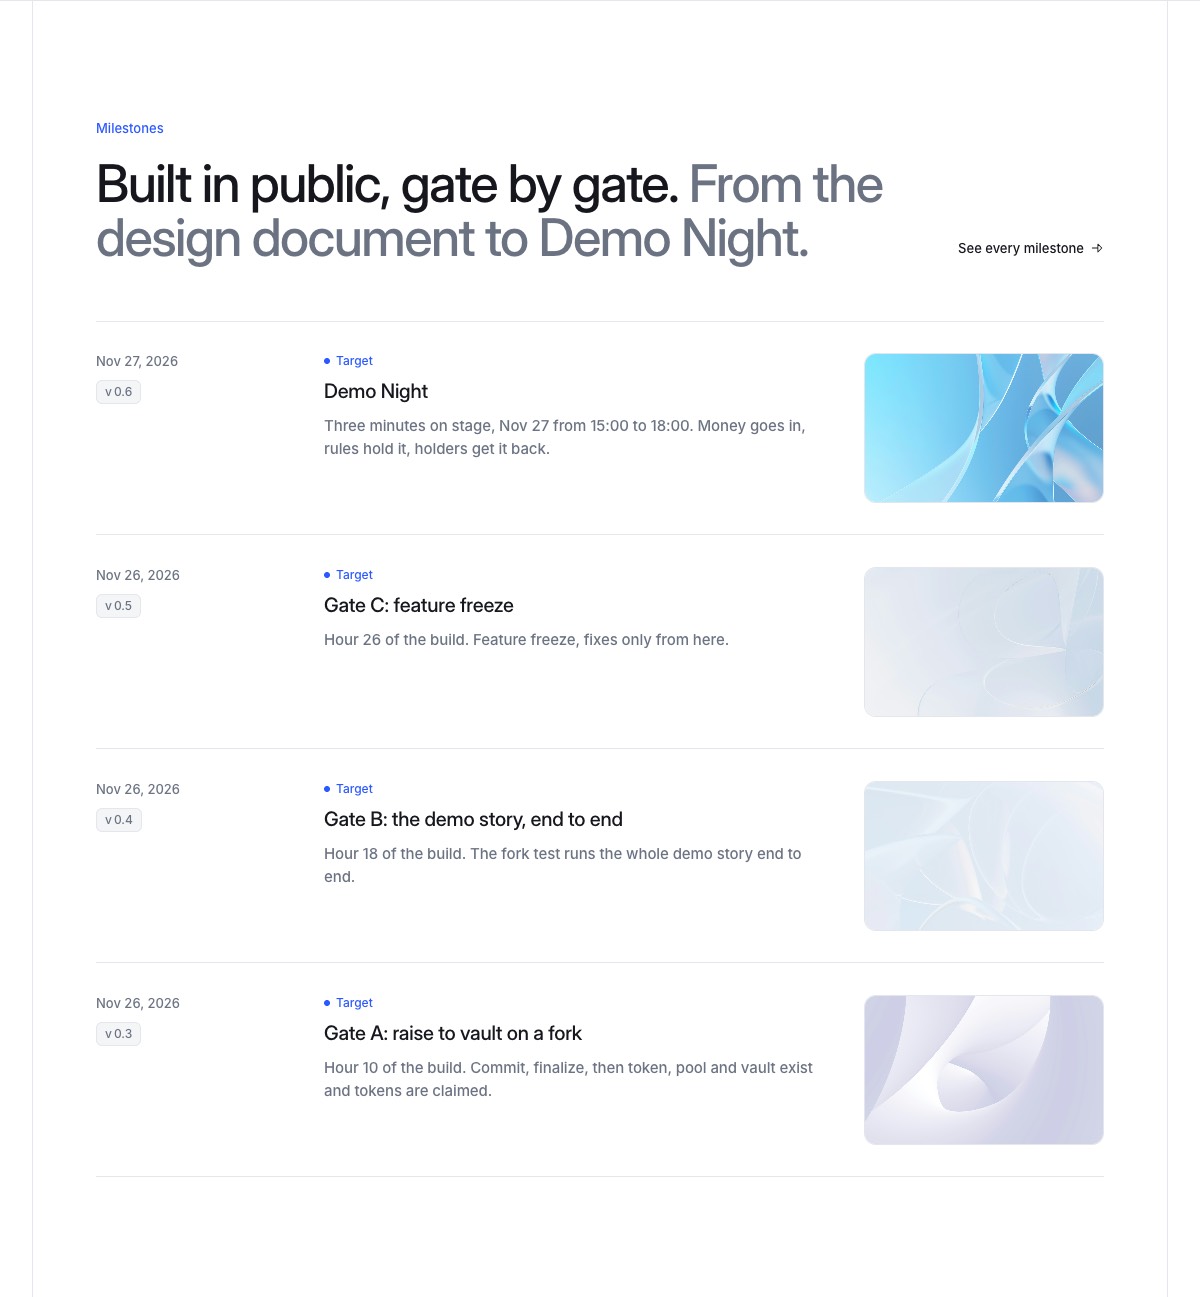 Milestones
Built in public, gate by gate. From the
design document to Demo Night.
See every milestone →
Nov 27, 2026
v 0.6
Target
Demo Night
Three minutes on stage, Nov 27 from 15:00 to 18:00. Money goes in,
rules hold it, holders get it back.
Nov 26, 2026
v 0.5
Target
Gate C: feature freeze
Hour 26 of the build. Feature freeze, fixes only from here.
Nov 26, 2026
v 0.4
Target
Gate B: the demo story, end to end
Hour 18 of the build. The fork test runs the whole demo story end to
end.
Nov 26, 2026
v 0.3
Target
Gate A: raise to vault on a fork
Hour 10 of the build. Commit, finalize, then token, pool and vault exist
and tokens are claimed.